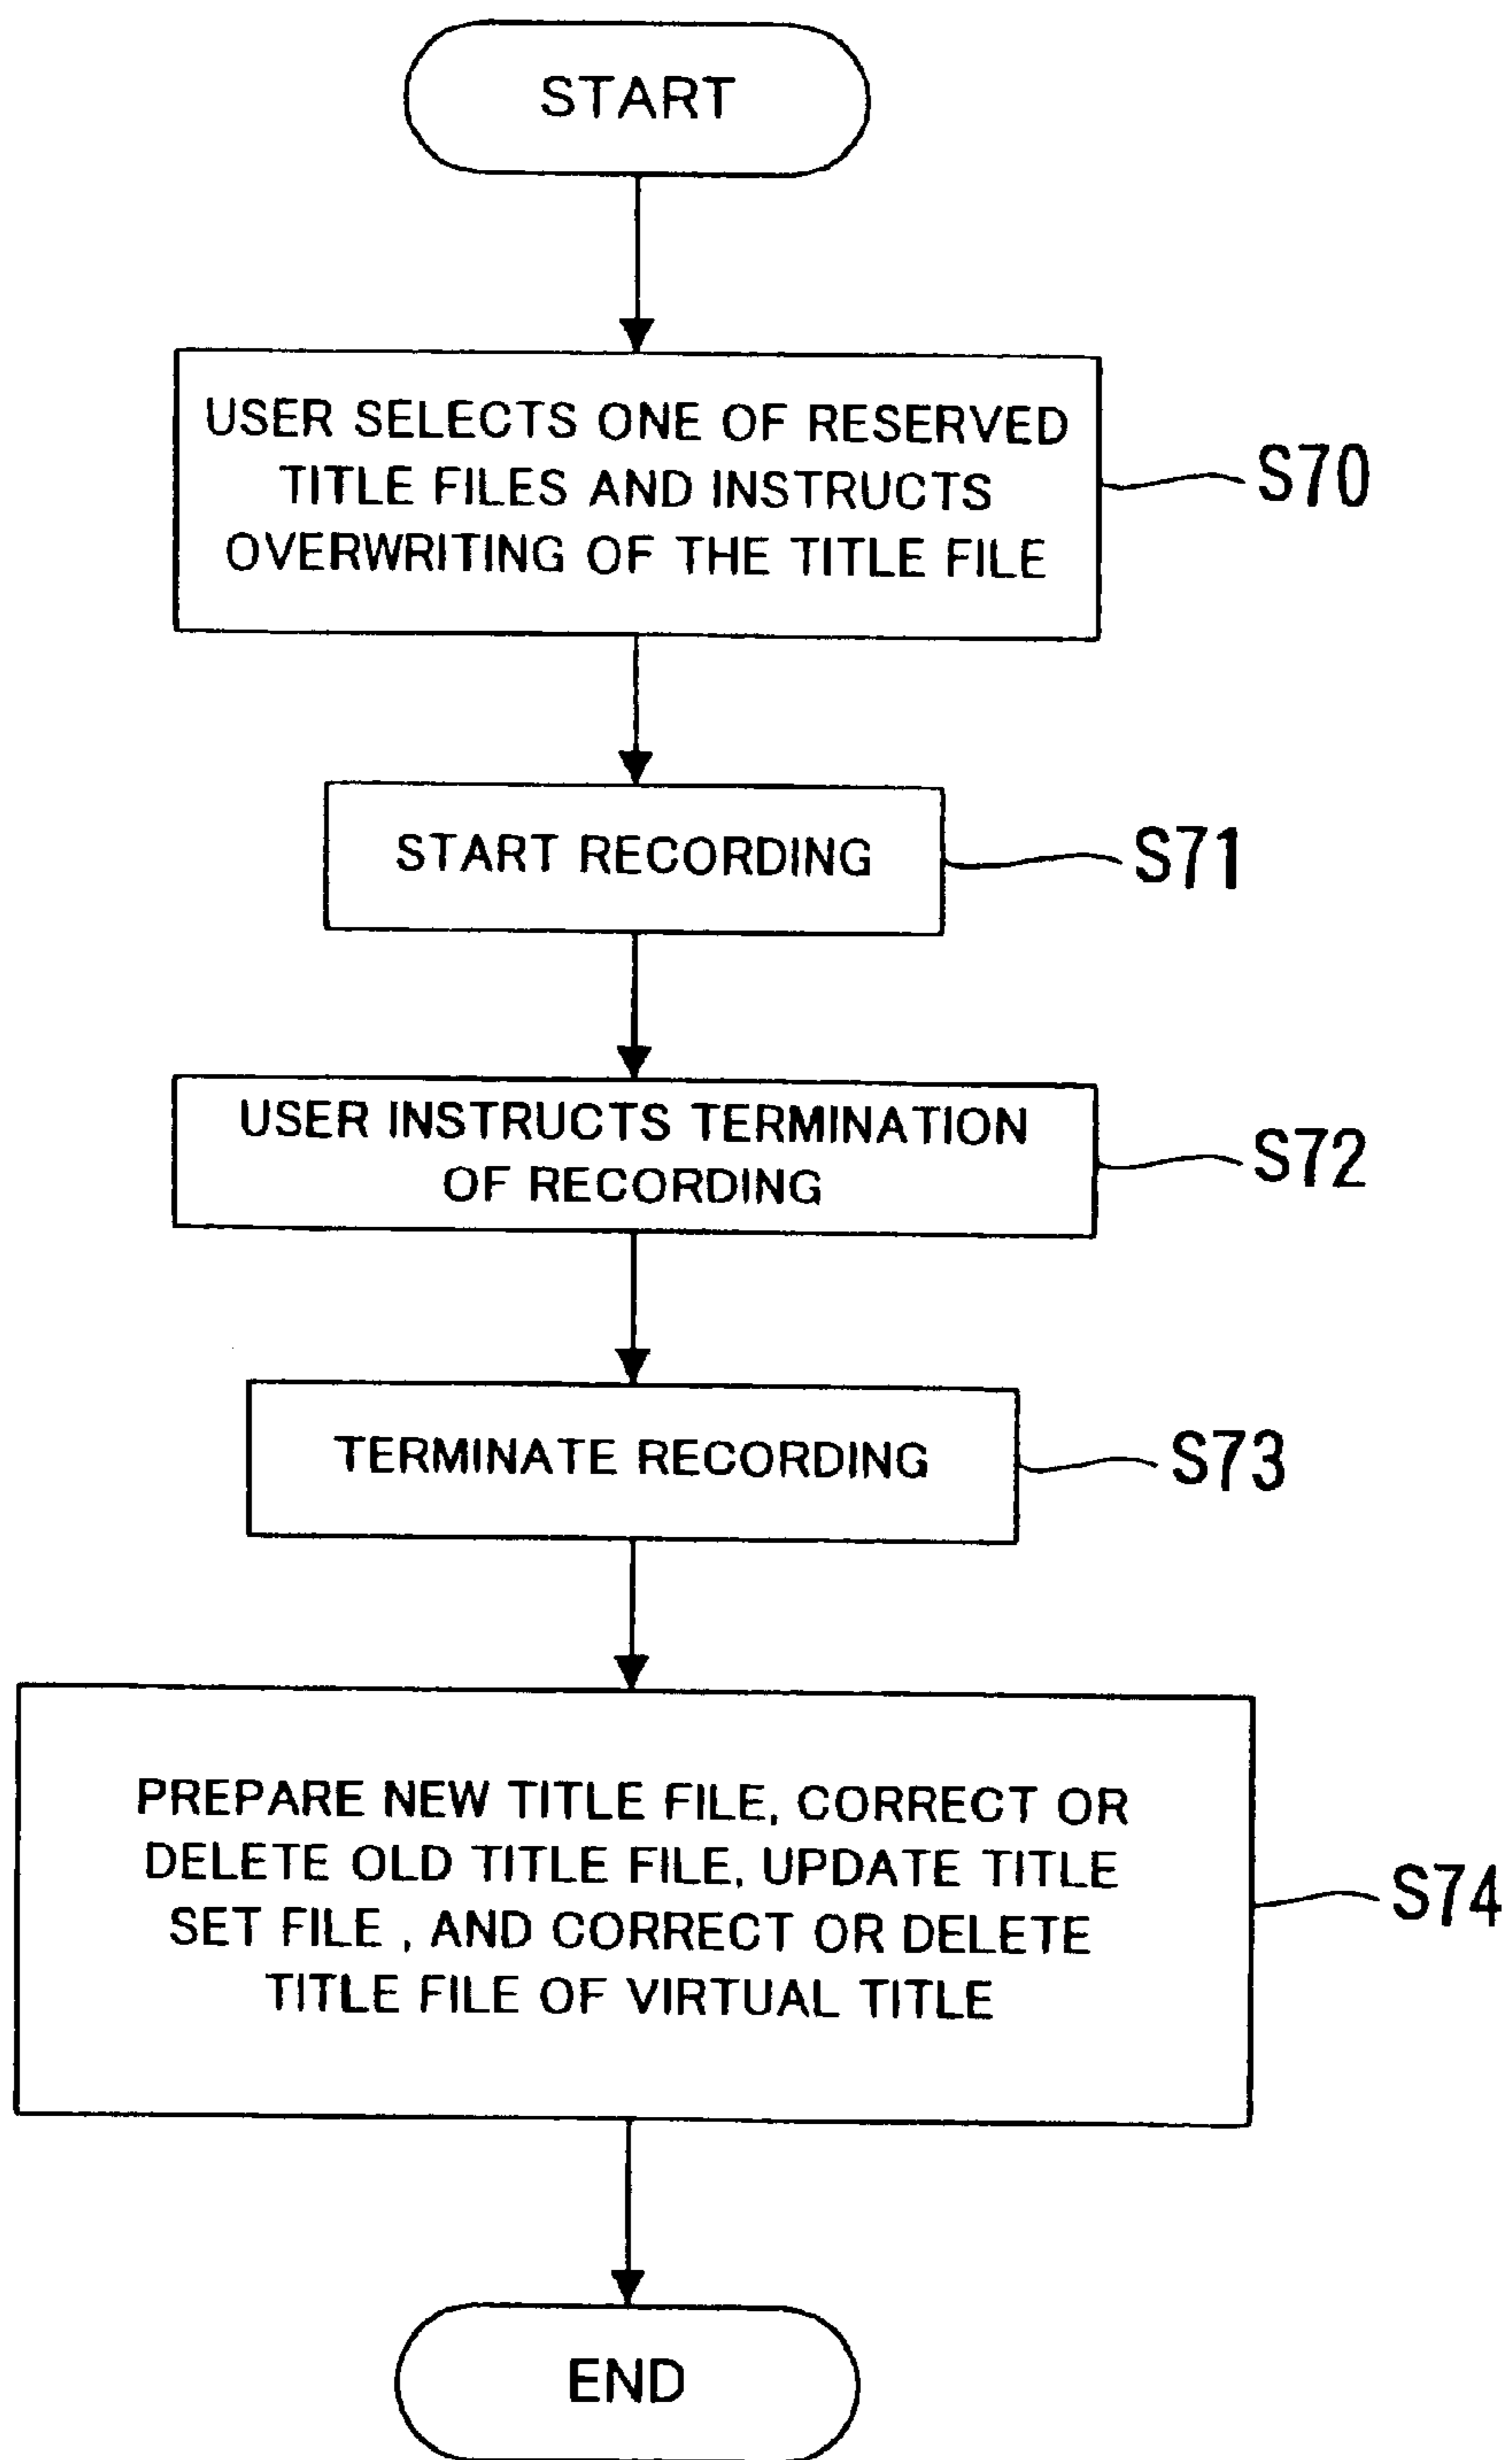 START
USER SELECTS ONE OF RESERVED
TITLE FILES AND INSTRUCTS
OVERWRITING OF THE TITLE FILE
S70
START RECORDING
S71
USER INSTRUCTS TERMINATION
OF RECORDING
S72
TERMINATE RECORDING
S73
PREPARE NEW TITLE FILE, CORRECT OR
DELETE OLD TITLE FILE, UPDATE TITLE
SET FILE , AND CORRECT OR DELETE
TITLE FILE OF VIRTUAL TITLE
S74
END